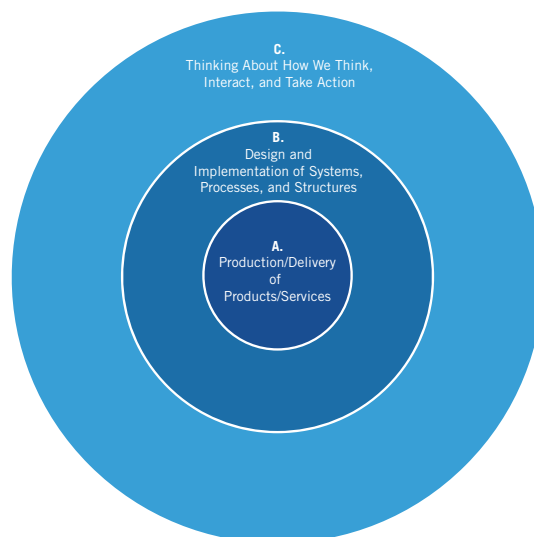 C.
Thinking About How We Think,
Interact, and Take Action
B.
Design and
Implementation of Systems,
Processes, and Structures
A.
Production/Delivery
of
Products/Services